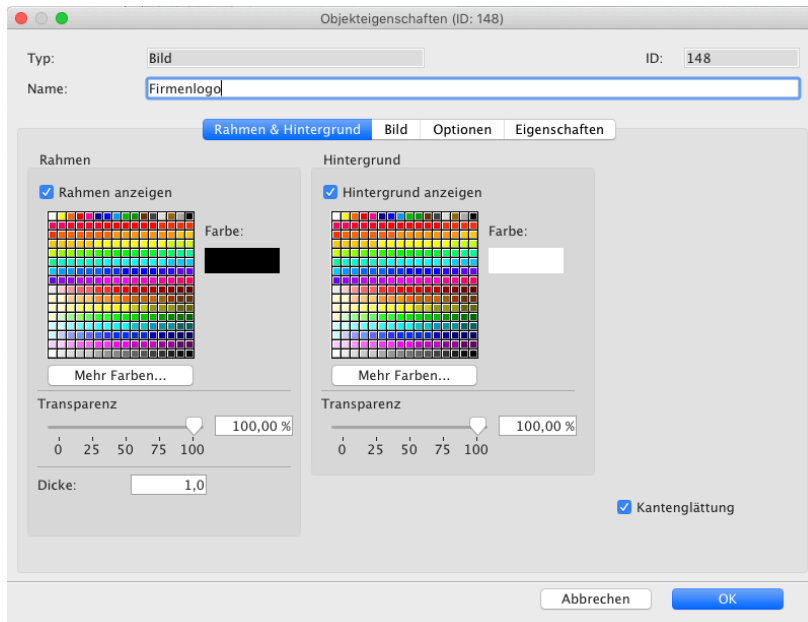 Objekteigenschaften (ID: 148)
Typ: Bild ID: 148
Name: Firmenlogo
Rahmen & Hintergrund Bild Optionen Eigenschaften
Rahmen Hintergrund
Rahmen anzeigen Hintergrund anzeigen
Farbe: Farbe:
Mehr Farben... Mehr Farben...
Transparenz Transparenz
100,00 % 100,00 %
0 25 50 75 100 0 25 50 75 100
Dicke: 1,0
Kantenglättung
Abbrechen OK